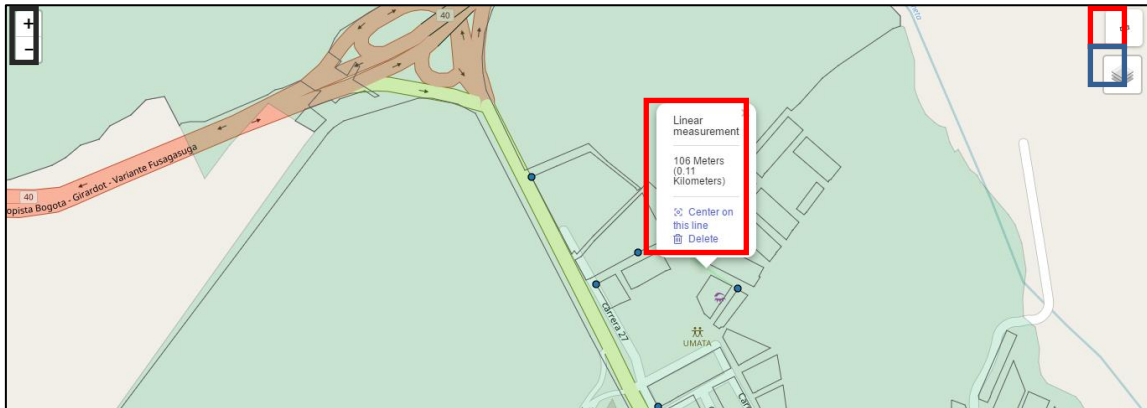 +
−
40
Linear
measurement
106 Meters
(0.11
Kilometers)
Center on
this line
Delete
40
opista Bogota - Girardot - Variante Fusagasuga
Carrera 27
UMATA